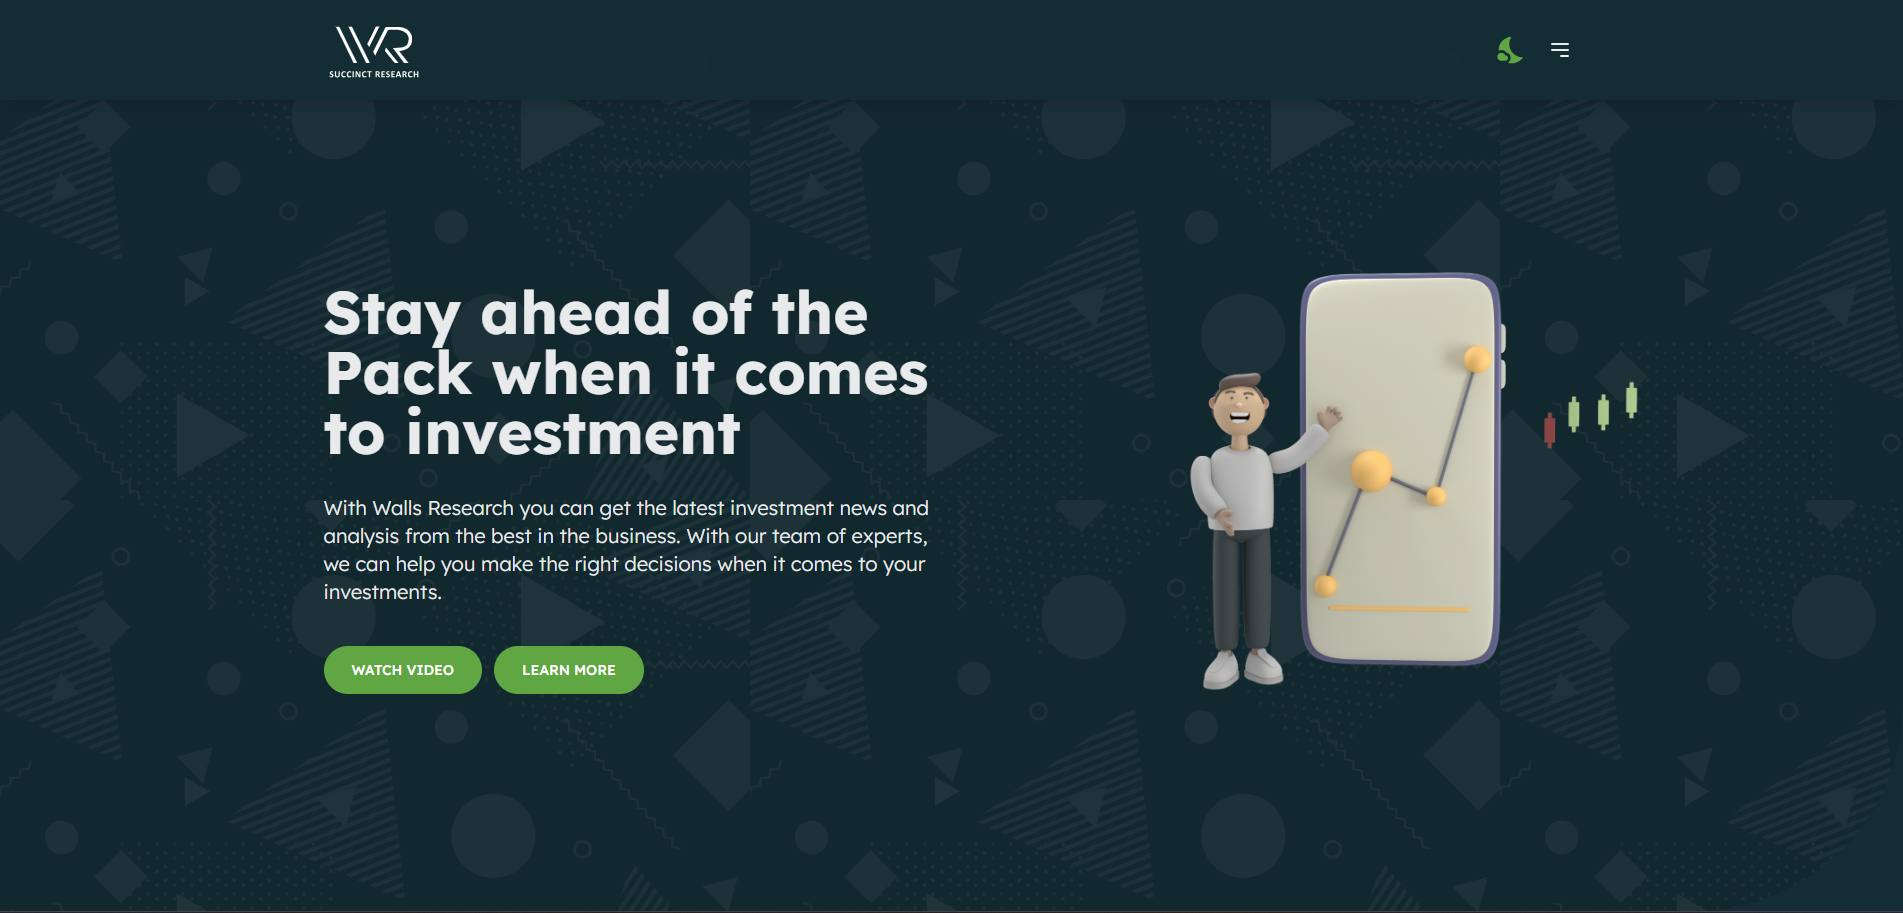 WR
SUCCINCT RESEARCH
Stay ahead of the
Pack when it comes
to investment
With Walls Research you can get the latest investment news and
analysis from the best in the business. With our team of experts,
we can help you make the right decisions when it comes to your
investments.
WATCH VIDEO
LEARN MORE